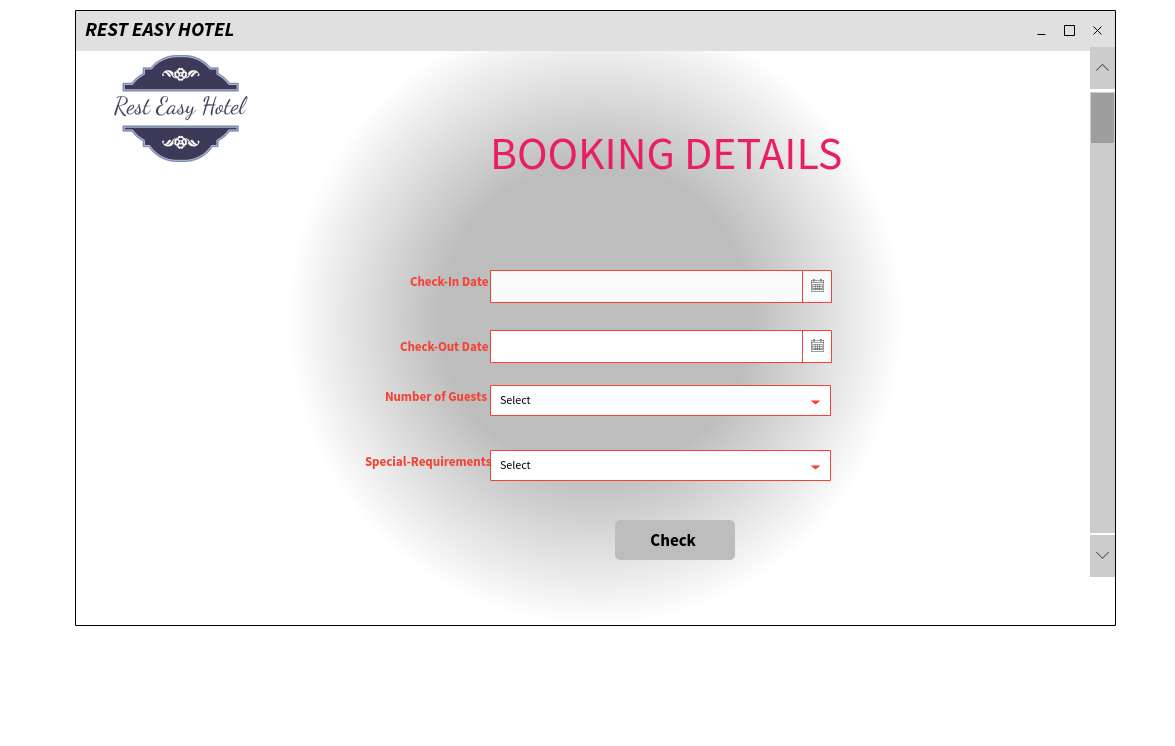 REST EASY HOTEL
Rest Easy Hotel
BOOKING DETAILS
Check-In Date
Check-Out Date
Number of Guests Select
Special-Requirements Select
Check